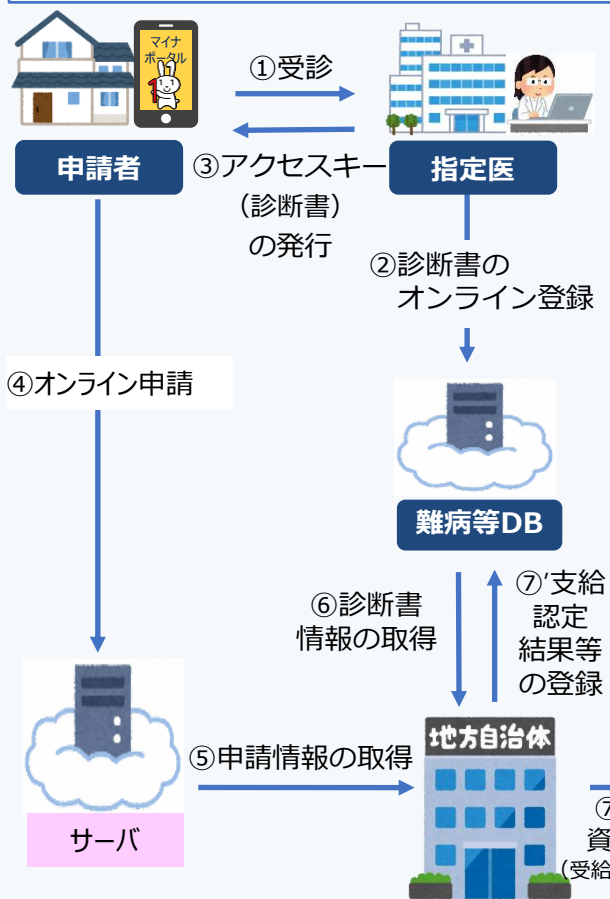 マイナ
ポータル
①受診
申請者
③アクセスキー
（診断書）
の発行
指定医
②診断書の
オンライン登録
④オンライン申請
難病等DB
⑥診断書
情報の取得
⑦’支給
認定
結果等
の登録
地方自治体
⑤申請情報の取得
サーバ
⑦
資
（受給